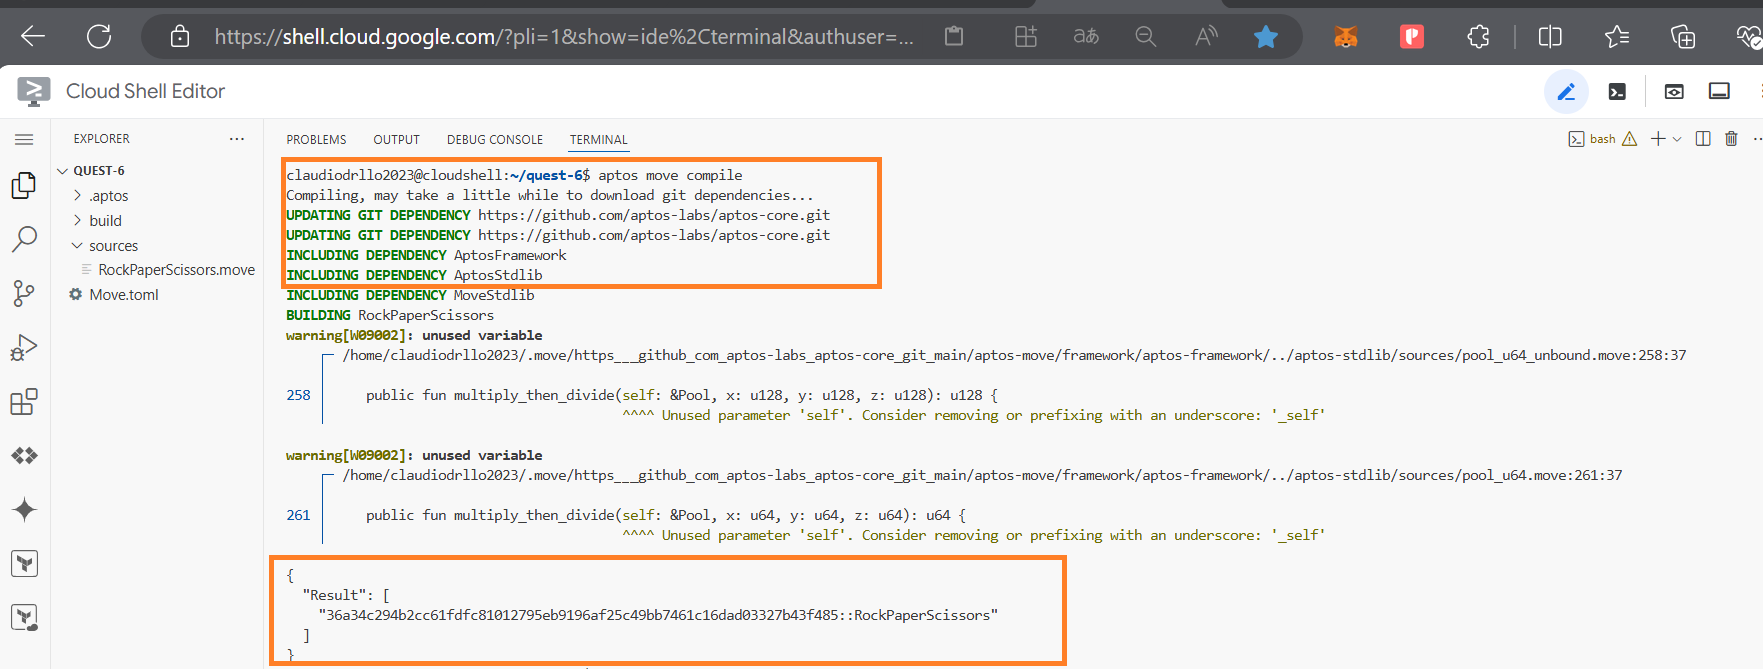 https://shell.cloud.google.com/?pli=1&show=ide%2Cterminal&authuser=...
Cloud Shell Editor
EXPLORER
QUEST-6
.aptos
build
sources
RockPaperScissors.move
Move.toml
PROBLEMS OUTPUT DEBUG CONSOLE TERMINAL
bash
claudiodrllo2023@cloudshell:~/quest-6$ aptos move compile
Compiling, may take a little while to download git dependencies...
UPDATING GIT DEPENDENCY https://github.com/aptos-labs/aptos-core.git
UPDATING GIT DEPENDENCY https://github.com/aptos-labs/aptos-core.git
INCLUDING DEPENDENCY AptosFramework
INCLUDING DEPENDENCY AptosStdlib
INCLUDING DEPENDENCY MoveStdlib
BUILDING RockPaperScissors
warning[W09002]: unused variable
/home/claudiodrllo2023/.move/https___github_com_aptos-labs_aptos-core_git_main/aptos-move/framework/aptos-framework/../aptos-stdlib/sources/pool_u64_unbound.move:258:37
258 public fun multiply_then_divide(self: &Pool, x: u128, y: u128, z: u128): u128 {
^^^^ Unused parameter 'self'. Consider removing or prefixing with an underscore: '_self'
warning[W09002]: unused variable
/home/claudiodrllo2023/.move/https___github_com_aptos-labs_aptos-core_git_main/aptos-move/framework/aptos-framework/../aptos-stdlib/sources/pool_u64.move:261:37
261 public fun multiply_then_divide(self: &Pool, x: u64, y: u64, z: u64): u64 {
^^^^ Unused parameter 'self'. Consider removing or prefixing with an underscore: '_self'
{
"Result": [
"36a34c294b2cc61fdfc81012795eb9196af25c49bb7461c16dad03327b43f485::RockPaperScissors"
]
}